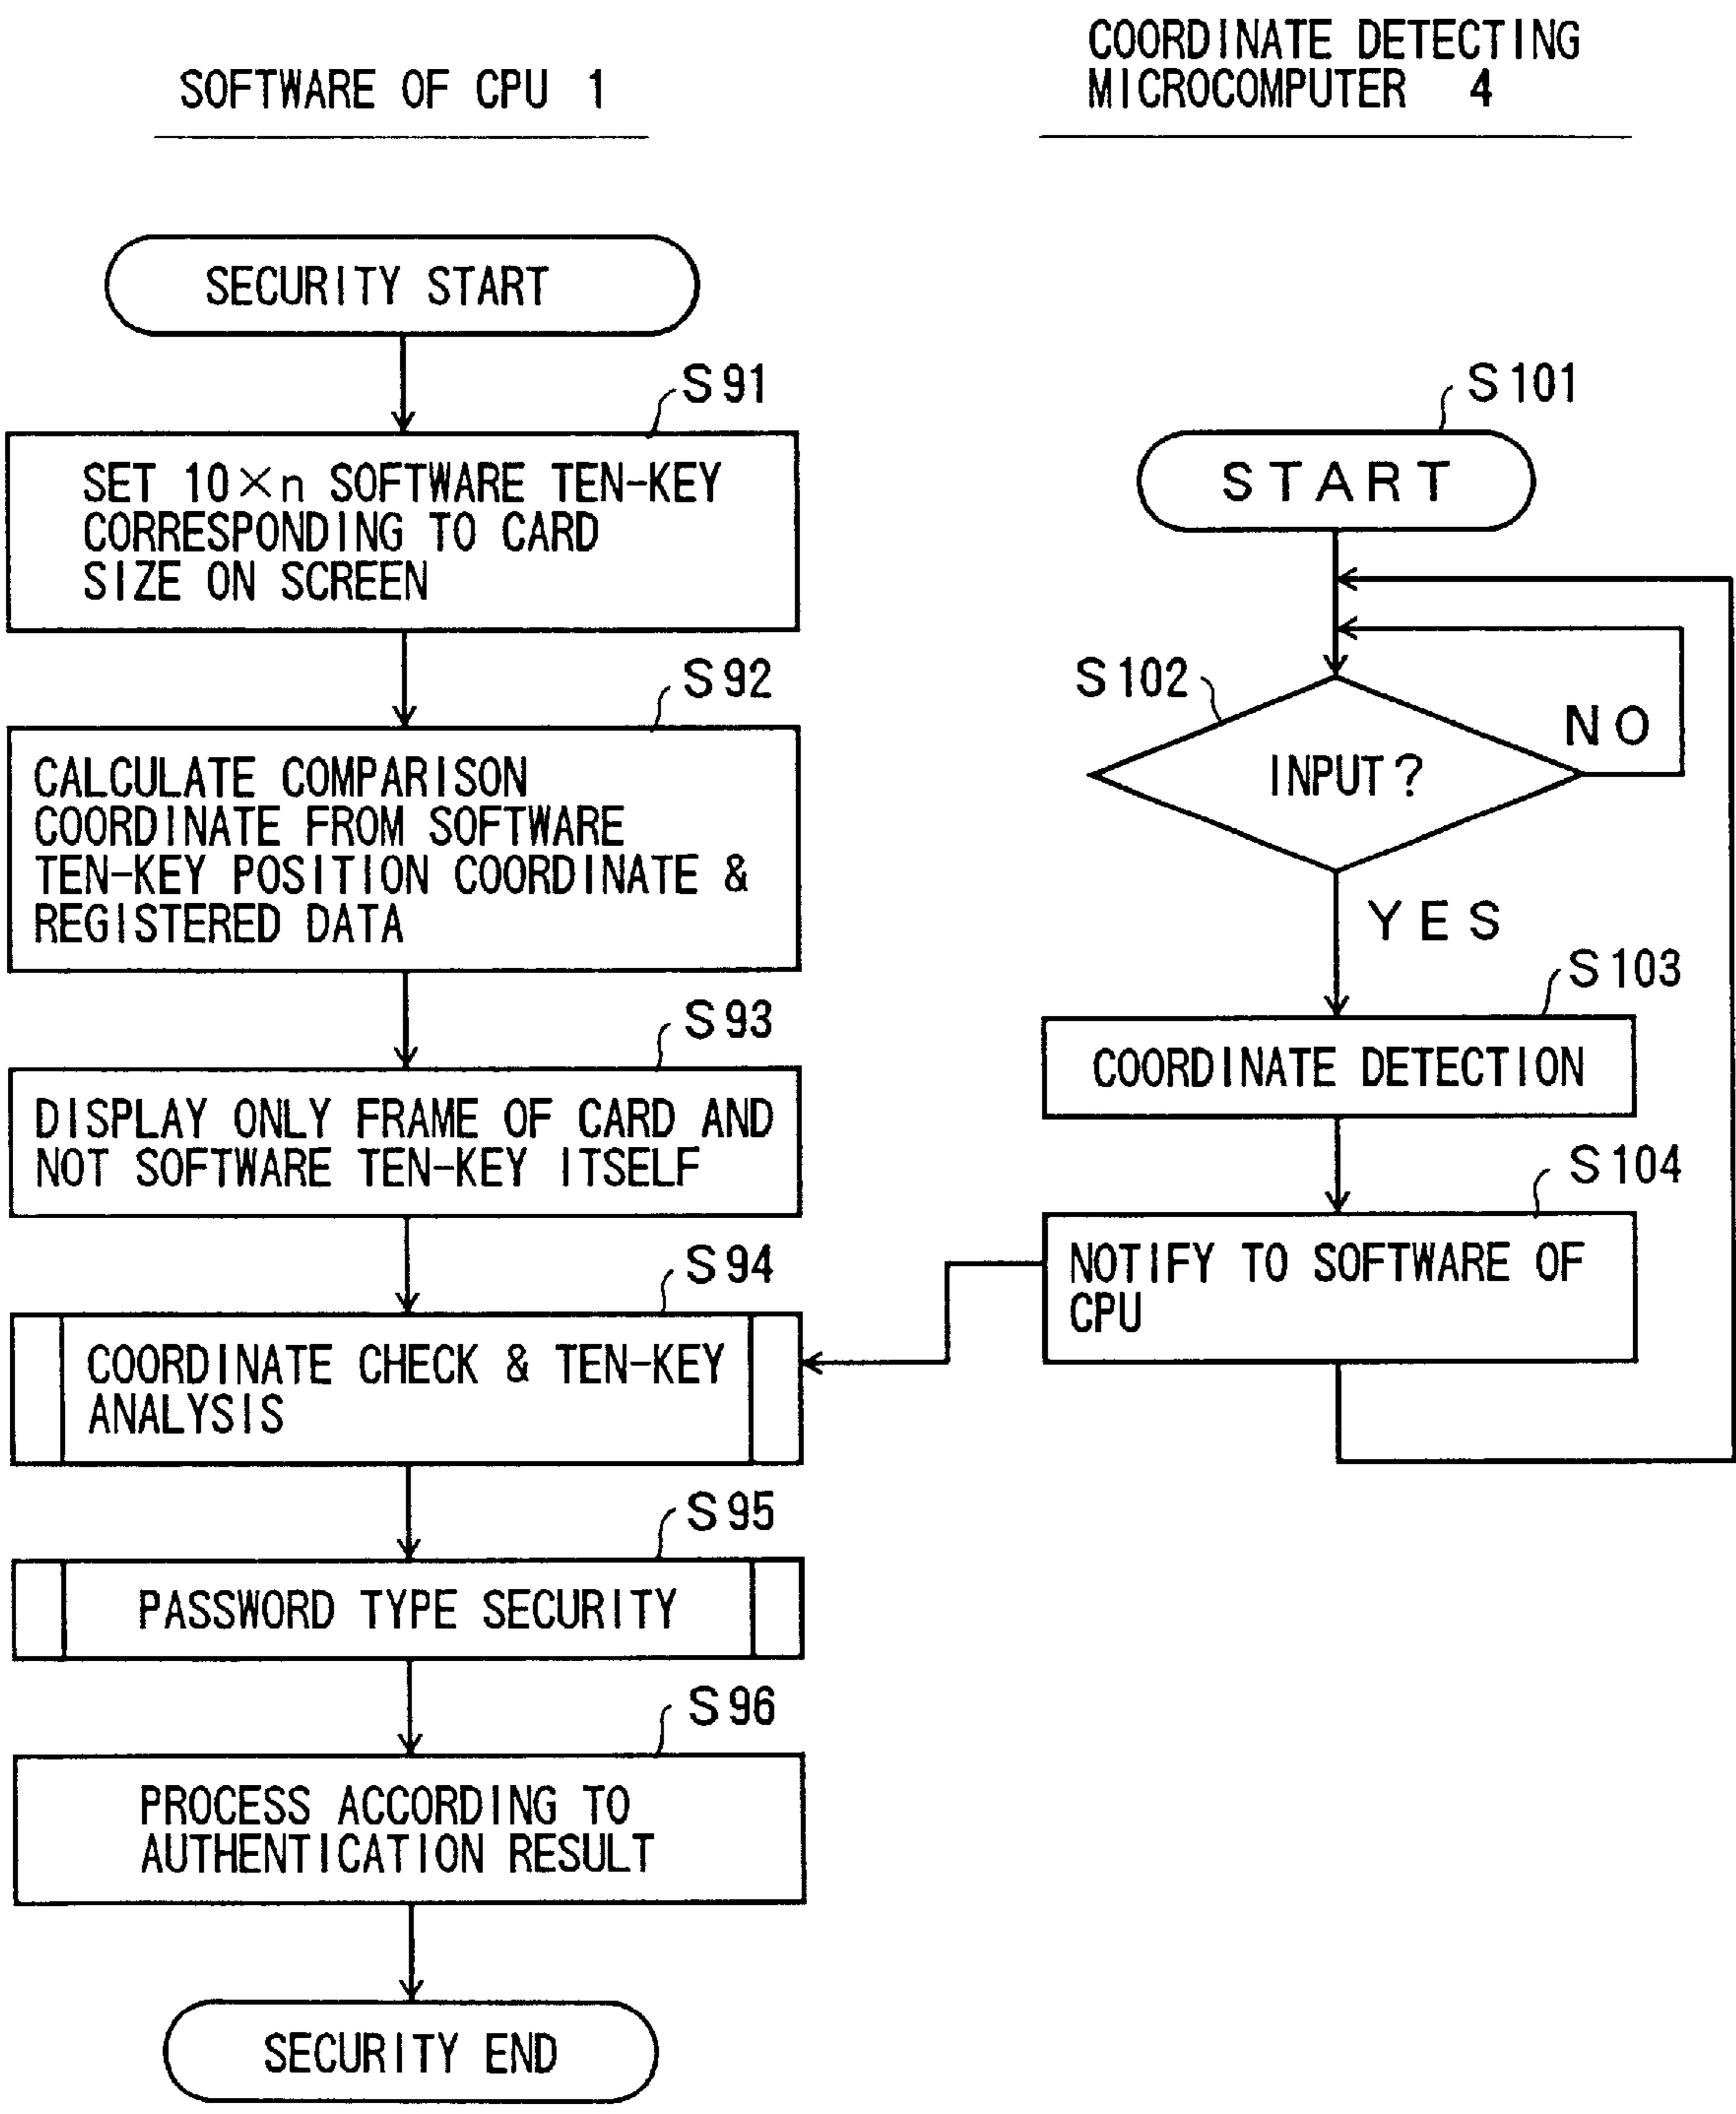 SOFTWARE OF CPU 1
SECURITY START
S91
SET 10×n SOFTWARE TEN-KEY
CORRESPONDING TO CARD
SIZE ON SCREEN
S92
CALCULATE COMPARISON
COORDINATE FROM SOFTWARE
TEN-KEY POSITION COORDINATE &
REGISTERED DATA
S93
DISPLAY ONLY FRAME OF CARD AND
NOT SOFTWARE TEN-KEY ITSELF
S94
COORDINATE CHECK & TEN-KEY
ANALYSIS
S95
PASSWORD TYPE SECURITY
S96
PROCESS ACCORDING TO
AUTHENTICATION RESULT
SECURITY END
COORDINATE DETECTING
MICROCOMPUTER 4
S101
START
S102
INPUT?
NO
YES
S103
COORDINATE DETECTION
S104
NOTIFY TO SOFTWARE OF
CPU